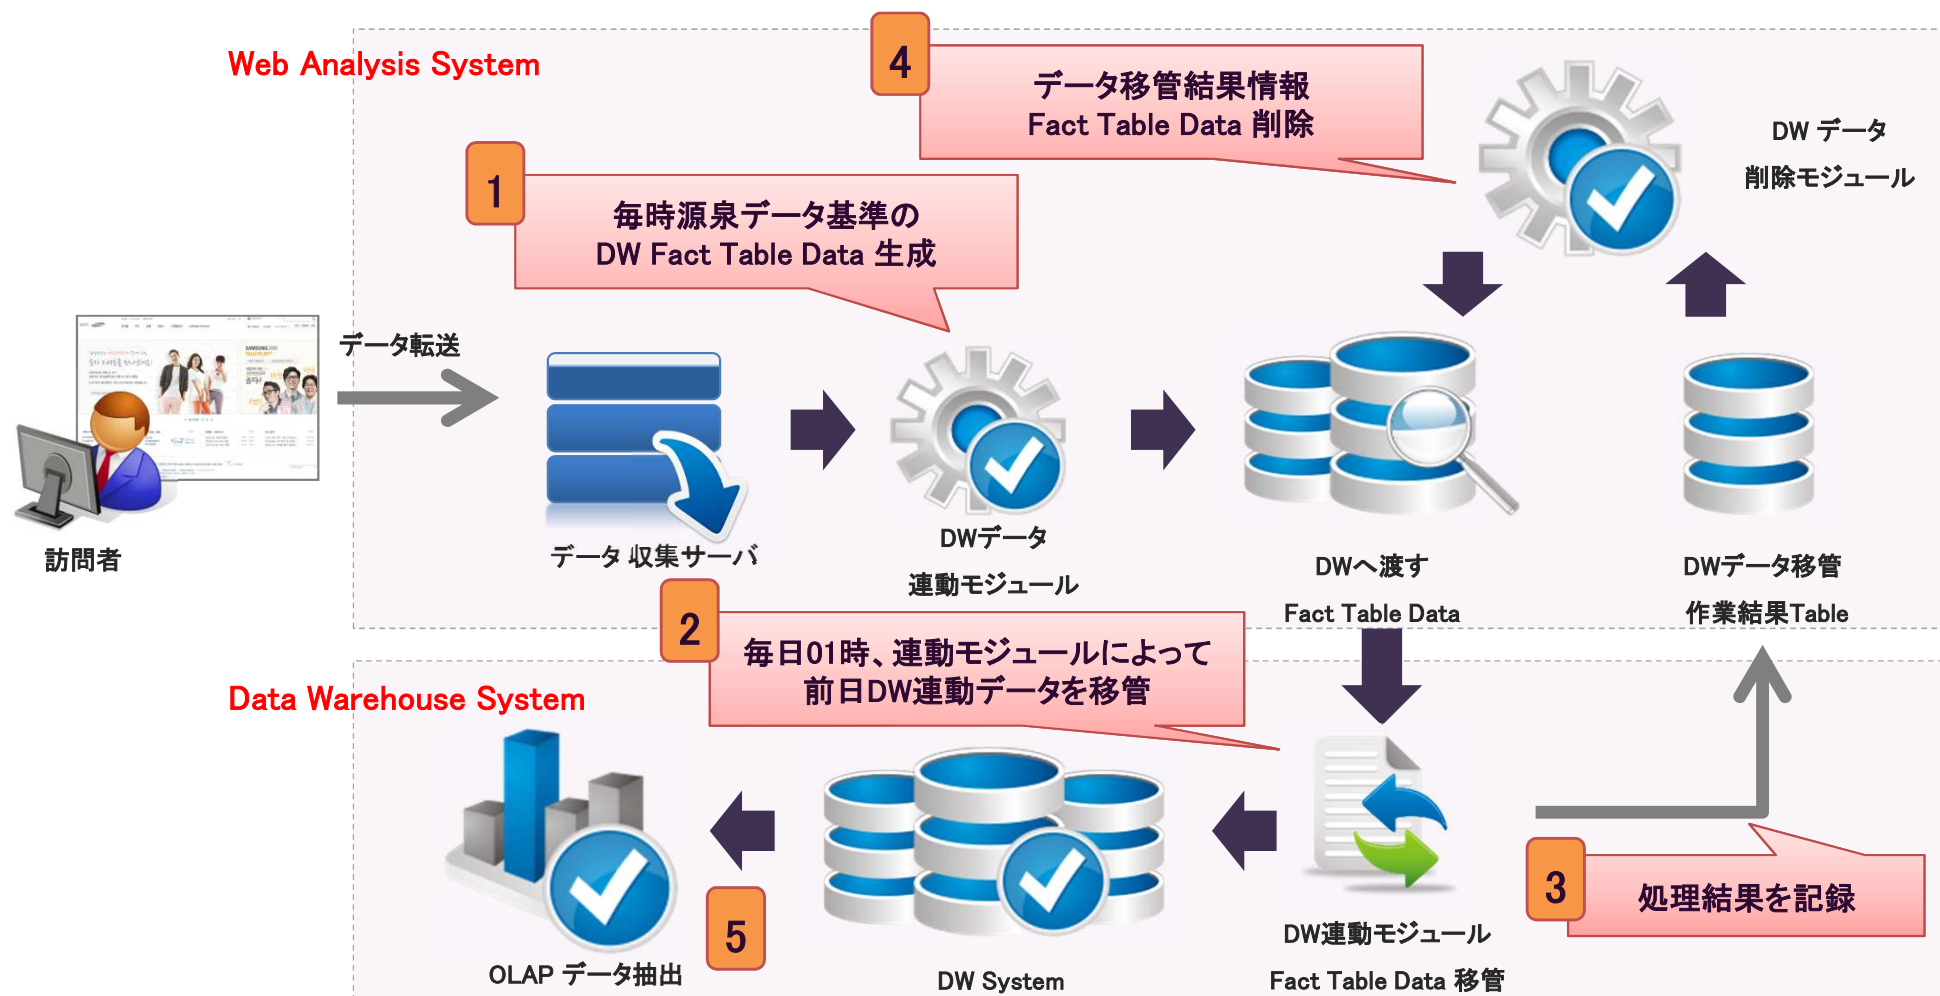 Web Analysis System
4
データ移管結果情報
Fact Table Data 削除
DW データ
削除モジュール
1
毎時源泉データ基準の
DW Fact Table Data 生成
データ転送
訪問者
データ 収集サーバ
DWデータ
連動モジュール
DWへ渡す
Fact Table Data
DWデータ移管
作業結果Table
2
毎日01時、連動モジュールによって
前日DW連動データを移管
Data Warehouse System
3
処理結果を記録
5
OLAP データ抽出
DW System
DW連動モジュール
Fact Table Data 移管